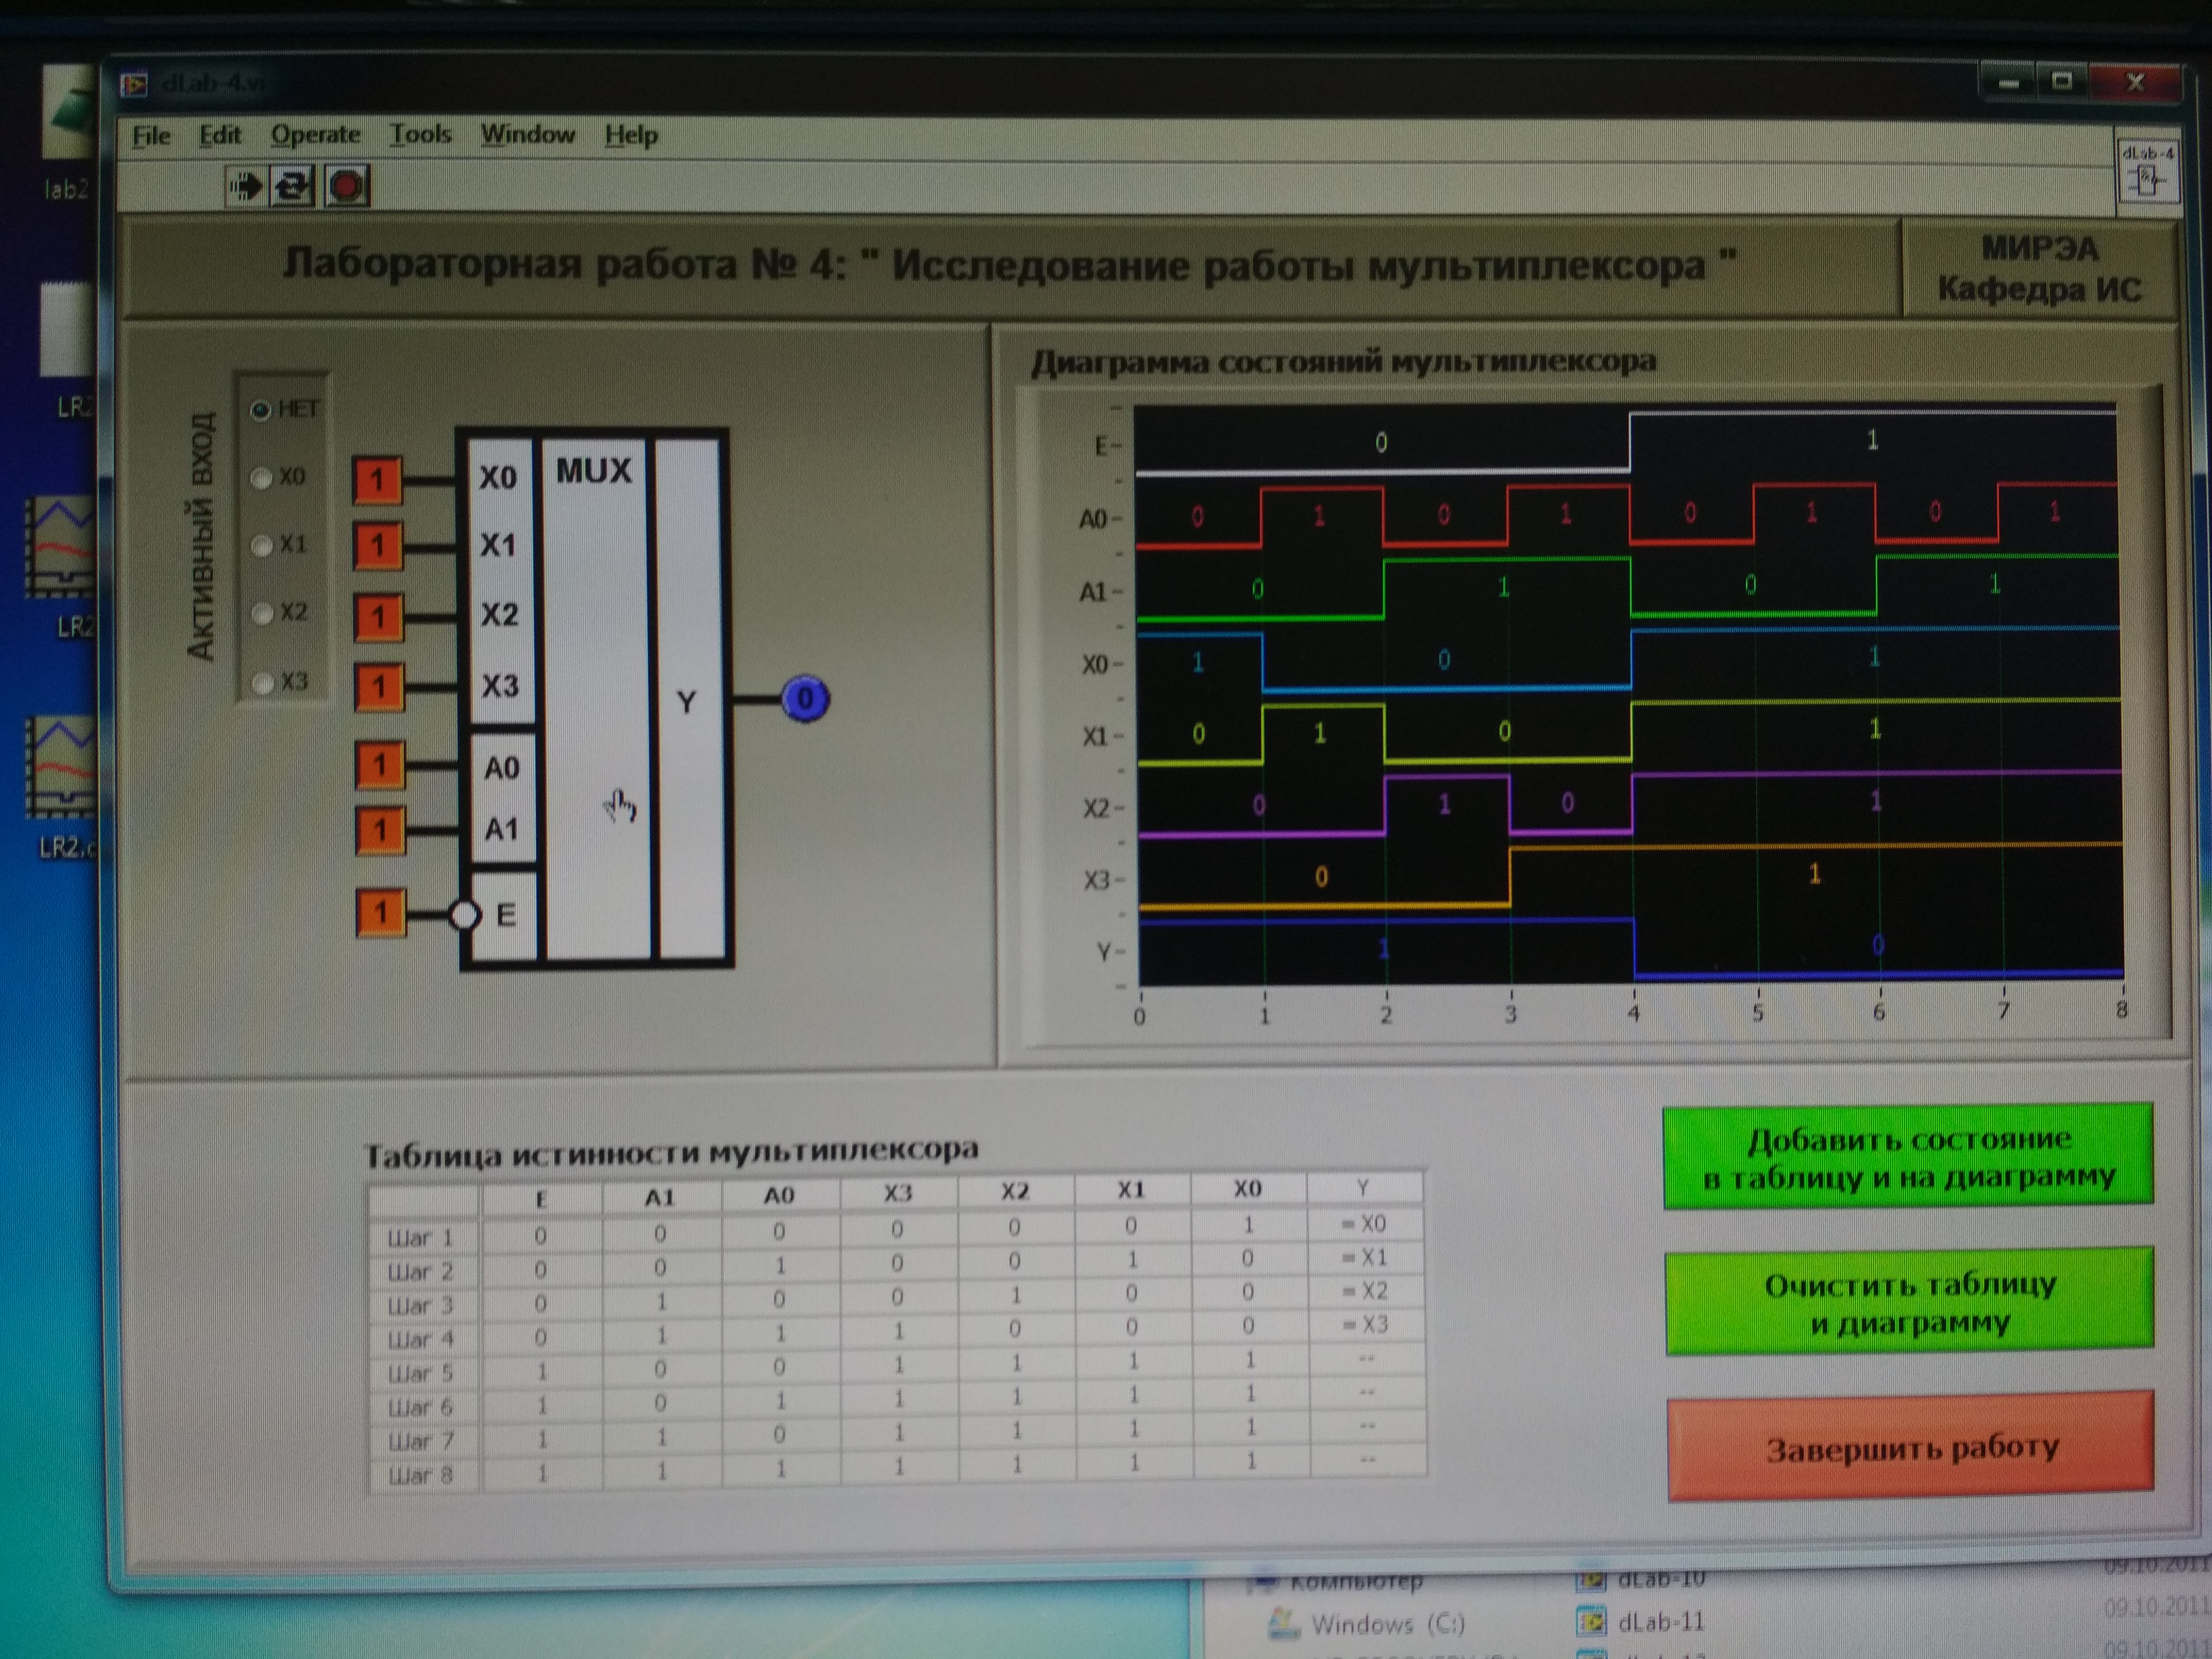 dLab-4.vi
File Edit Operate Tools Window Help
dLab-4
lab2
Лабораторная работа № 4: " Исследование работы мультиплексора "
МИРЭА
Кафедра ИС
Активный вход
НЕТ
X0
X1
X2
X3
1 X0 MUX
1 X1
1 X2
1 X3 Y 0
1 A0
1 A1
1 E
LR2
LR2
Диаграмма состояний мультиплексора
E 0 1
A0 0 1 0 1 0 1 0 1
A1 0 1 0 1
X0 1 0 1
X1 0 1 0 1
X2 0 1 0 1
X3 0 1
Y 1 0
0 1 2 3 4 5 6 7 8
Таблица истинности мультиплексора
E A1 A0 X3 X2 X1 X0 Y
Шаг 1 0 0 0 0 0 0 1 = X0
Шаг 2 0 0 1 0 0 1 0 = X1
Шаг 3 0 1 0 0 1 0 0 = X2
Шаг 4 0 1 1 1 0 0 0 = X3
Шаг 5 1 0 0 1 1 1 1 --
Шаг 6 1 0 1 1 1 1 1 --
Шаг 7 1 1 0 1 1 1 1 --
Шаг 8 1 1 1 1 1 1 1 --
Добавить состояние
в таблицу и на диаграмму
Очистить таблицу
и диаграмму
Завершить работу
Компьютер dLab-10 09.10.2011
Windows (C:) dLab-11 09.10.2011
09.10.2011